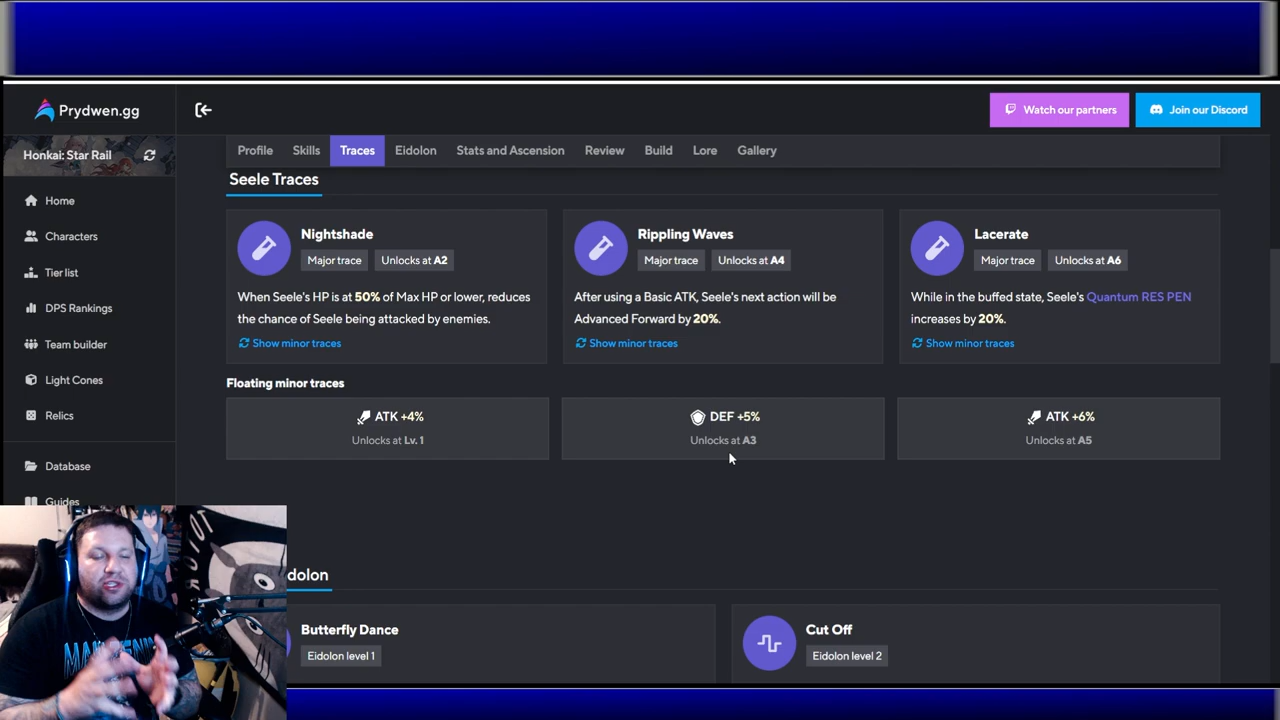 Prydwen.gg
Watch our partners
Join our Discord
Honkai: Star Rail
Profile Skills Traces Eidolon Stats and Ascension Review Build Lore Gallery
Home
Characters
Tier list
DPS Rankings
Team builder
Light Cones
Relics
Database
Guides
Seele Traces
Nightshade
Major trace Unlocks at A2
When Seele's HP is at 50% of Max HP or lower, reduces
the chance of Seele being attacked by enemies.
Show minor traces
Rippling Waves
Major trace Unlocks at A4
After using a Basic ATK, Seele's next action will be
Advanced Forward by 20%.
Show minor traces
Lacerate
Major trace Unlocks at A6
While in the buffed state, Seele's Quantum RES PEN
increases by 20%.
Show minor traces
Floating minor traces
ATK +4%
Unlocks at Lv. 1
DEF +5%
Unlocks at A3
ATK +6%
Unlocks at A5
dolon
Butterfly Dance
Eidolon level 1
Cut Off
Eidolon level 2